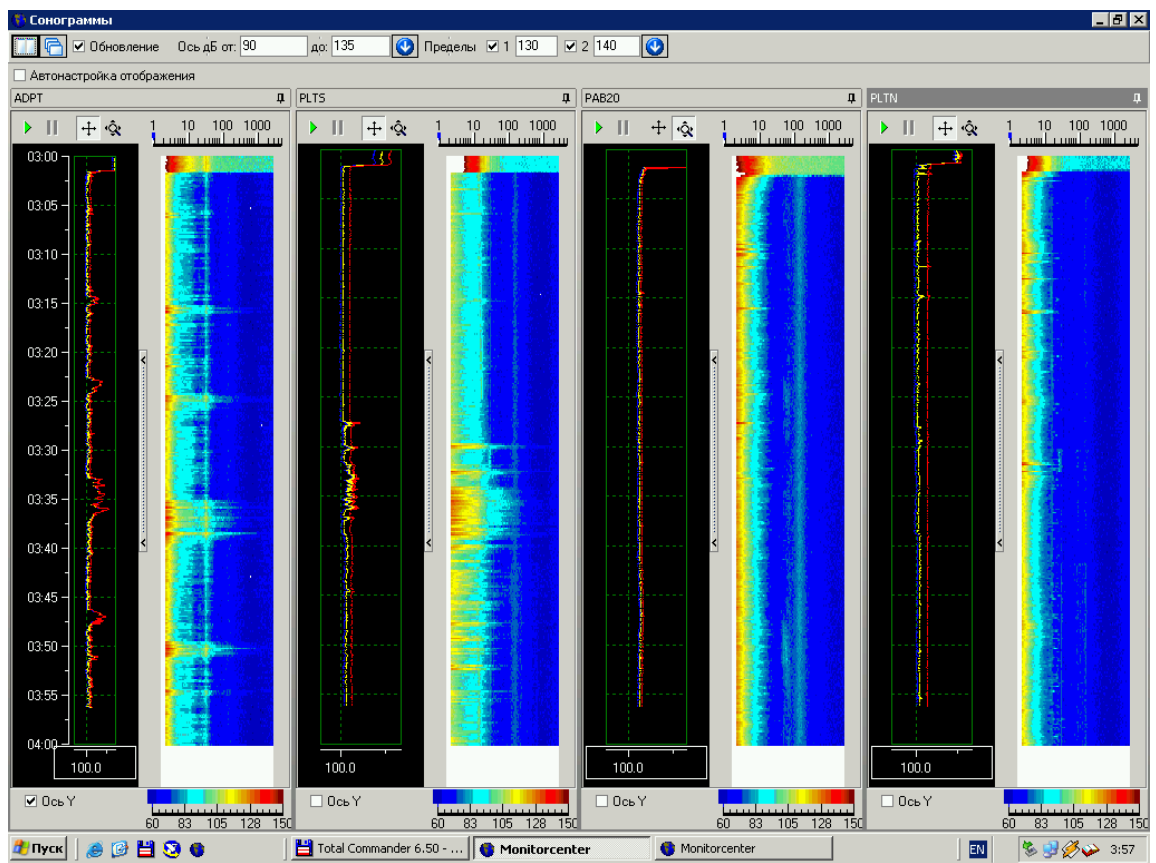 Сонограммы
Обновление Ось дБ от: 90 до: 135 Пределы 1 130 2 140
Автонастройка отображения
ADPT PLTS PAB20 PLTN
1 10 100 1000 1 10 100 1000 1 10 100 1000 1 10 100 1000
03:00
03:05
03:10
03:15
03:20
03:25
03:30
03:35
03:40
03:45
03:50
03:55
04:00
100.0 100.0 100.0 100.0
Ось Y Ось Y Ось Y Ось Y
60 83 105 128 150 60 83 105 128 150 60 83 105 128 150 60 83 105 128 150
Пуск Total Commander 6.50 - ... Monitorcenter Monitorcenter EN 3:57